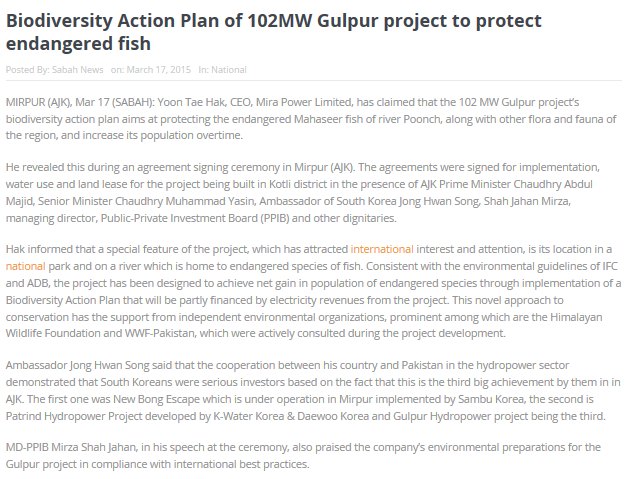 Biodiversity Action Plan of 102MW Gulpur project to protect
endangered fish
Posted By: Sabah News on: March 17, 2015 In: National
MIRPUR (AJK), Mar 17 (SABAH): Yoon Tae Hak, CEO, Mira Power Limited, has claimed that the 102 MW Gulpur project's
biodiversity action plan aims at protecting the endangered Mahaseer fish of river Poonch, along with other flora and fauna of
the region, and increase its population overtime.
He revealed this during an agreement signing ceremony in Mirpur (AJK). The agreements were signed for implementation,
water use and land lease for the project being built in Kotli district in the presence of AJK Prime Minister Chaudhry Abdul
Majid, Senior Minister Chaudhry Muhammad Yasin, Ambassador of South Korea Jong Hwan Song, Shah Jahan Mirza,
managing director, Public-Private Investment Board (PPIB) and other dignitaries.
Hak informed that a special feature of the project, which has attracted international interest and attention, is its location in a
national park and on a river which is home to endangered species of fish. Consistent with the environmental guidelines of IFC
and ADB, the project has been designed to achieve net gain in population of endangered species through implementation of a
Biodiversity Action Plan that will be partly financed by electricity revenues from the project. This novel approach to
conservation has the support from independent environmental organizations, prominent among which are the Himalayan
Wildlife Foundation and WWF-Pakistan, which were actively consulted during the project development.
Ambassador Jong Hwan Song said that the cooperation between his country and Pakistan in the hydropower sector
demonstrated that South Koreans were serious investors based on the fact that this is the third big achievement by them in in
AJK. The first one was New Bong Escape which is under operation in Mirpur implemented by Sambu Korea, the second is
Patrind Hydropower Project developed by K-Water Korea & Daewoo Korea and Gulpur Hydropower project being the third.
MD-PPIB Mirza Shah Jahan, in his speech at the ceremony, also praised the company's environmental preparations for the
Gulpur project in compliance with international best practices.